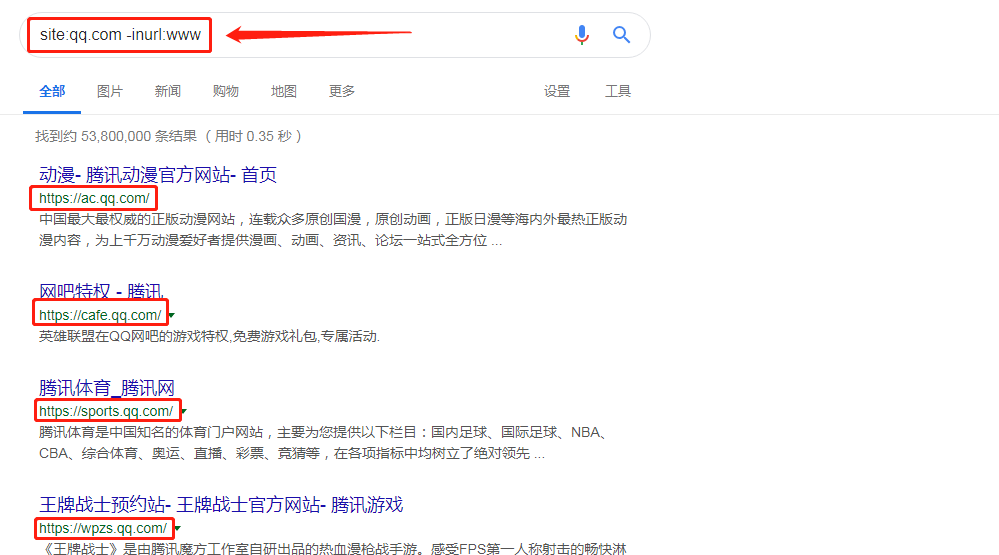 site:qq.com -inurl:www
全部 图片 新闻 购物 地图 更多 设置 工具
找到约 53,800,000 条结果 （用时 0.35 秒）
动漫- 腾讯动漫官方网站- 首页
https://ac.qq.com/
中国最大最权威的正版动漫网站，连载众多原创国漫，原创动画，正版日漫等海内外最热正版动
漫内容，为上千万动漫爱好者提供漫画、动画、资讯、论坛一站式全方位 ...
网吧特权 - 腾讯
https://cafe.qq.com/
英雄联盟在QQ网吧的游戏特权,免费游戏礼包,专属活动.
腾讯体育_腾讯网
https://sports.qq.com/
腾讯体育是中国知名的体育门户网站，主要为您提供以下栏目：国内足球、国际足球、NBA、
CBA、综合体育、奥运、直播、彩票、竞猜等，在各项指标中均树立了绝对领先 ...
王牌战士预约站- 王牌战士官方网站- 腾讯游戏
https://wpzs.qq.com/
《王牌战士》是由腾讯魔方工作室自研出品的热血漫枪战手游。感受FPS第一人称射击的畅快淋